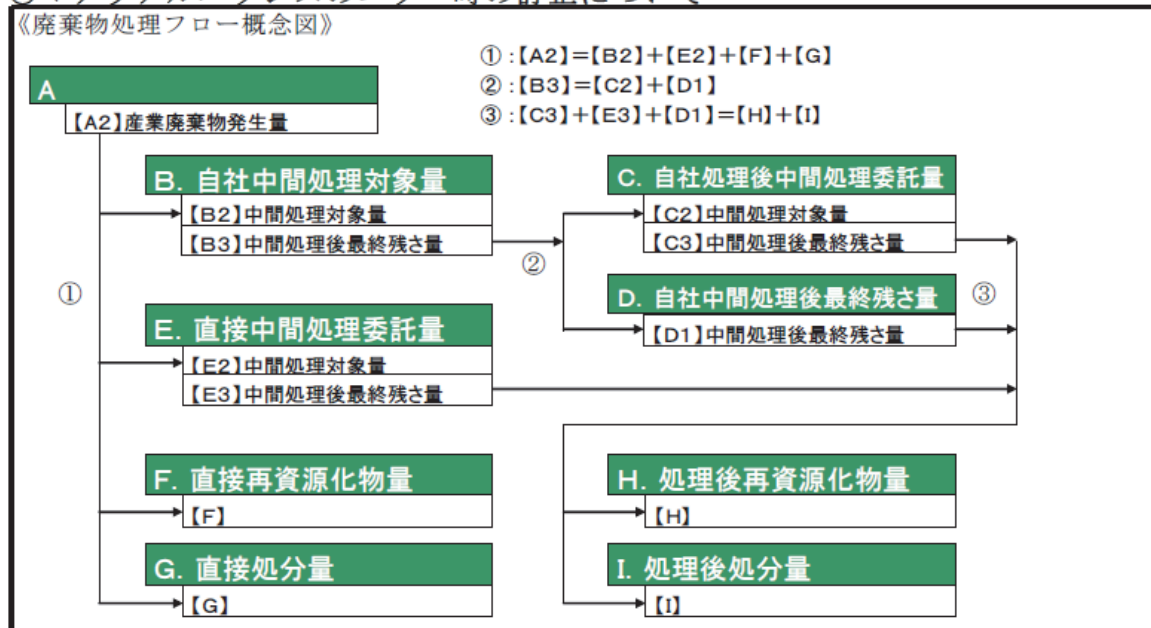 《廃棄物処理フロー概念図》
①:【A2】=【B2】+【E2】+【F】+【G】
②:【B3】=【C2】+【D1】
③:【C3】+【E3】+【D1】=【H】+【I】
A
【A2】産業廃棄物発生量
B. 自社中間処理対象量
【B2】中間処理対象量
【B3】中間処理後最終残さ量
C. 自社処理後中間処理委託量
【C2】中間処理対象量
【C3】中間処理後最終残さ量
②
①
D. 自社中間処理後最終残さ量
③
【D1】中間処理後最終残さ量
E. 直接中間処理委託量
【E2】中間処理対象量
【E3】中間処理後最終残さ量
F. 直接再資源化物量
【F】
H. 処理後再資源化物量
【H】
G. 直接処分量
【G】
I. 処理後処分量
【I】